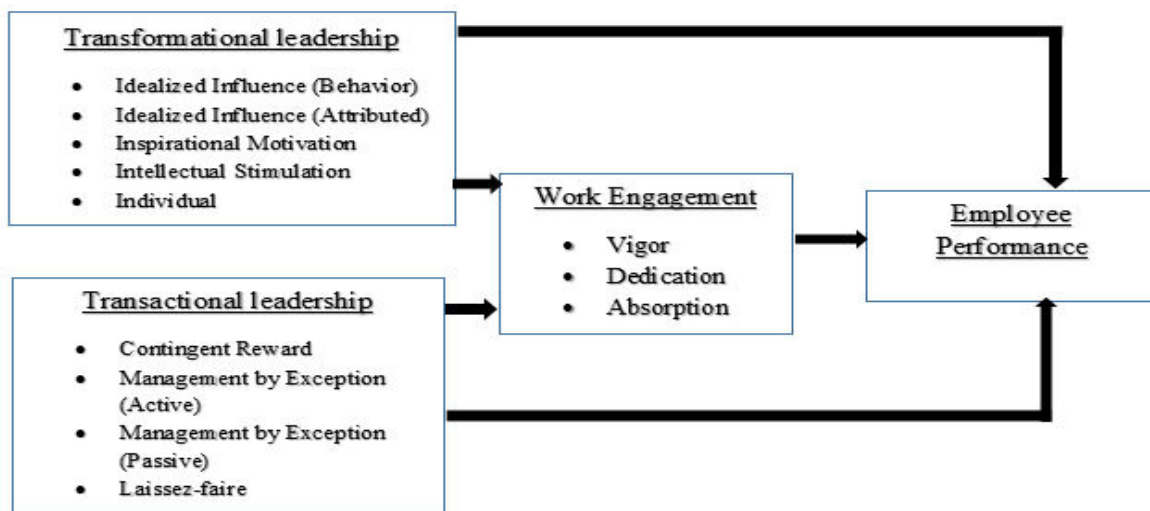 Transformational leadership
• Idealized Influence (Behavior)
• Idealized Influence (Attributed)
• Inspirational Motivation
• Intellectual Stimulation
• Individual
Transactional leadership
• Contingent Reward
• Management by Exception
(Active)
• Management by Exception
(Passive)
• Laissez-faire
Work Engagement
• Vigor
• Dedication
• Absorption
Employee
Performance